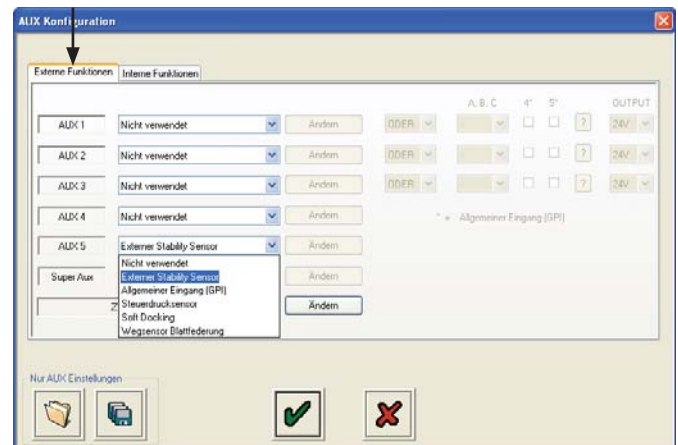 AUX Konfiguration
Externe Funktionen Interne Funktionen
A, B, C 4* 5* OUTPUT
AUX 1 Nicht verwendet Ändern ODER - ? 24V
AUX 2 Nicht verwendet Ändern ODER - ? 24V
AUX 3 Nicht verwendet Ändern ODER - ? 24V
AUX 4 Nicht verwendet Ändern * = Allgemeiner Eingang (GPI)
AUX 5 Externer Stability Sensor Ändern
Nicht verwendet
Super Aux Externer Stability Sensor Ändern
Allgemeiner Eingang (GPI)
Z Steuerdrucksensor Ändern
Soft Docking
Wegsensor Blattfederung
Nur AUX Einstellungen